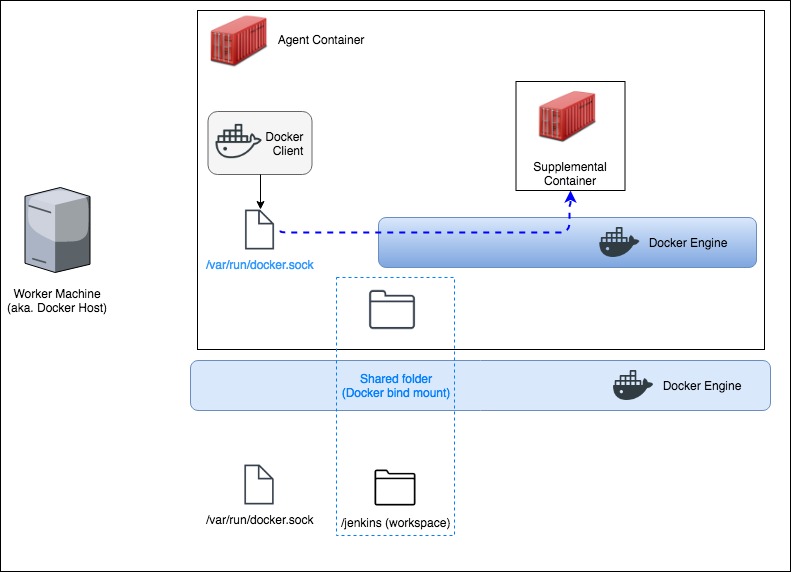 Agent Container
Docker
Client
Supplemental
Container
/var/run/docker.sock
Docker Engine
Worker Machine
(aka. Docker Host)
Shared folder
(Docker bind mount)
Docker Engine
/var/run/docker.sock
/jenkins (workspace)